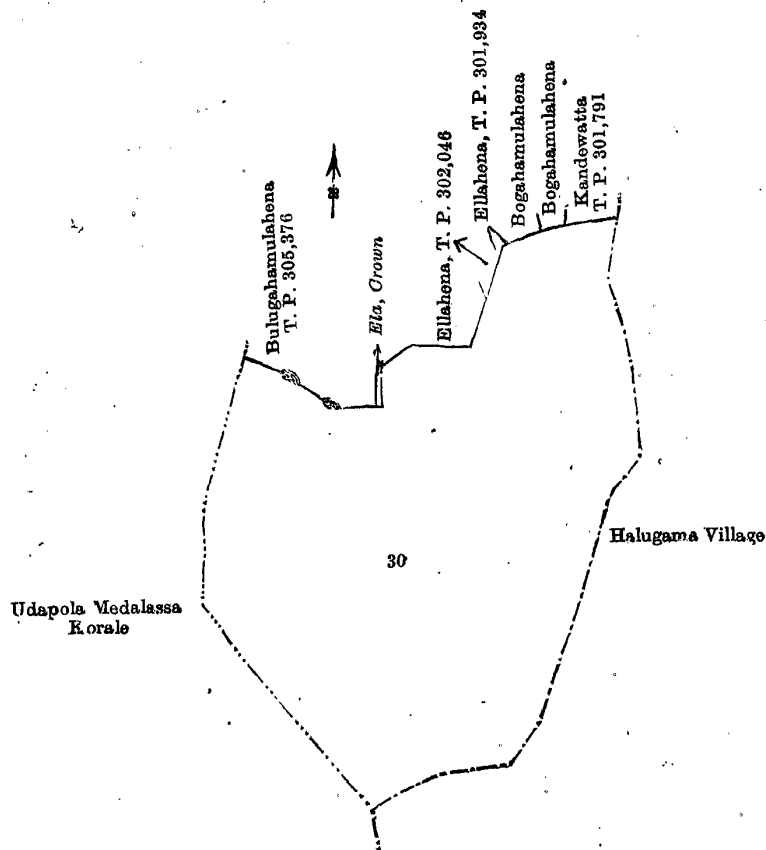 Bulugahamulahena
T. P. 305,376
Ela, Crown
Ellahena, T. P. 302,046
Ellahena, T. P. 301,934
Bogahamulahena
Bogahamulahena
Kandewatta
T. P. 301,791
30
Halugama Village
Udapola Medalassa
Korale